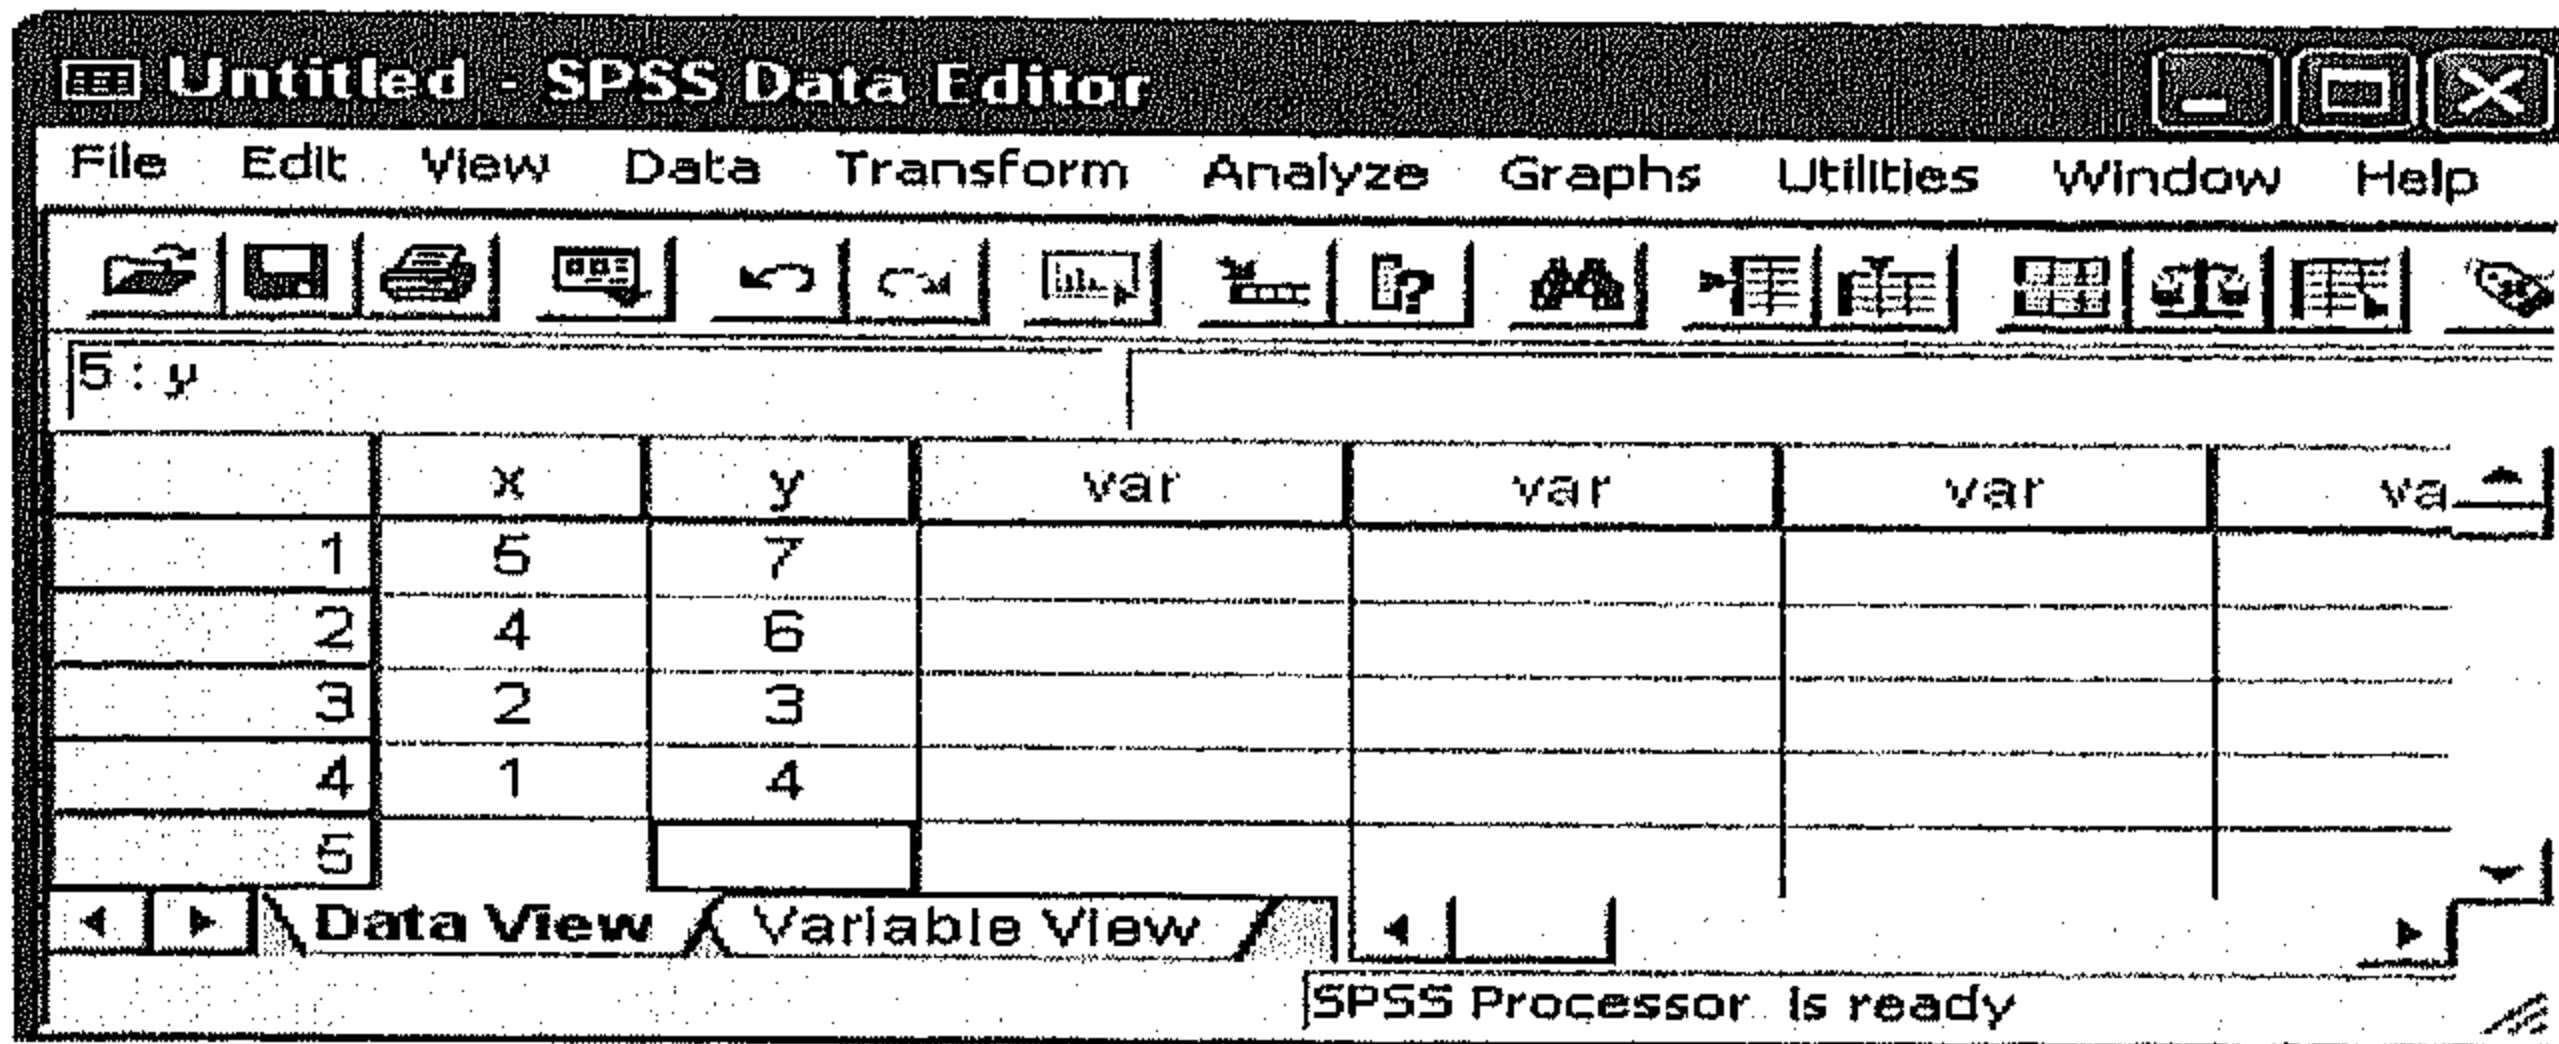 Untitled - SPSS Data Editor
File Edit View Data Transform Analyze Graphs Utilities Window Help
5 : y
x y var var var va
1 5 7
2 4 6
3 2 3
4 1 4
5
Data View Variable View
SPSS Processor is ready